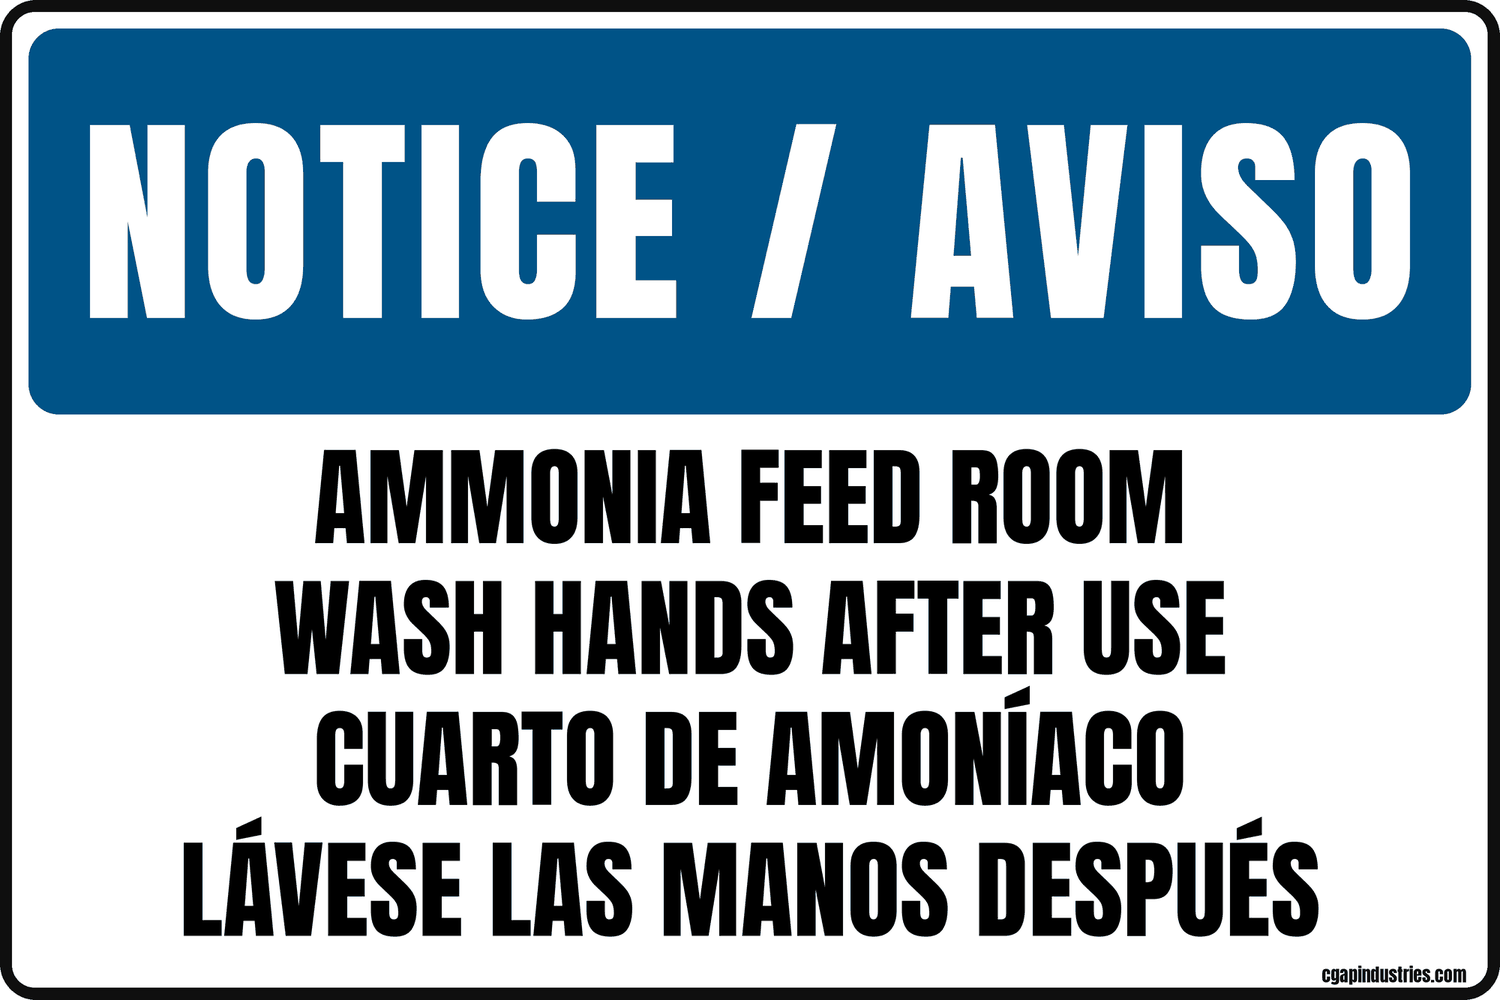 NOTICE / AVISO
AMMONIA FEED ROOM
WASH HANDS AFTER USE
CUARTO DE AMONÍACO
LÁVESE LAS MANOS DESPUÉS
cgapindustries.com